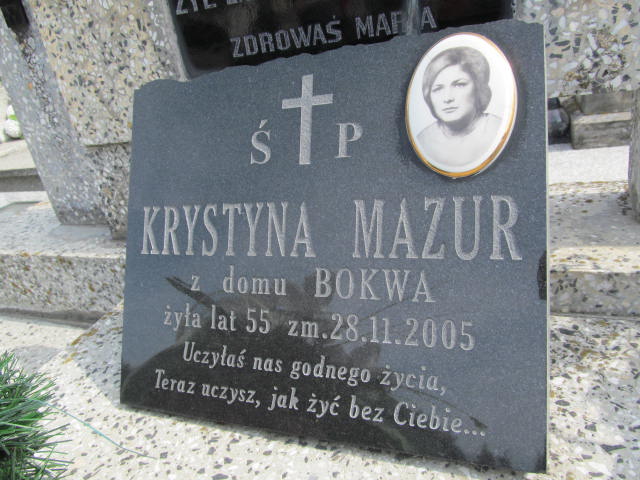 ZDROWAŚ MARIA
Ś P
KRYSTYNA MAZUR
z domu BOKWA
żyła lat 55 zm.28.11.2005
Uczyłaś nas godnego życia,
Teraz uczysz, jak żyć bez Ciebie...